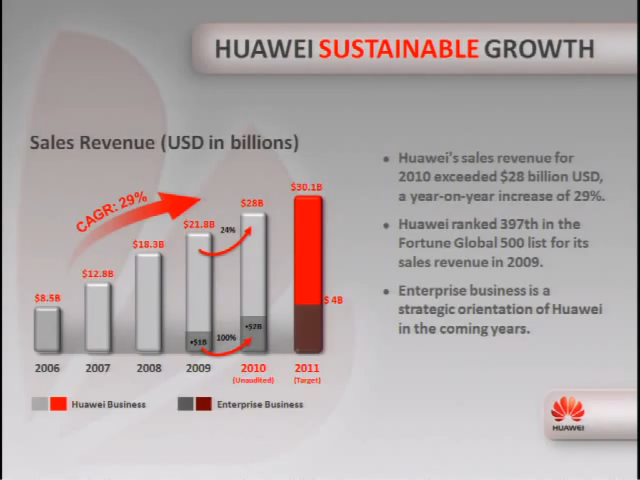 HUAWEI SUSTAINABLE GROWTH
Sales Revenue (USD in billions)
CAGR: 29%
$8.5B
$12.8B
$18.3B
$21.8B
24%
$28B
$30.1B
≈$1B
100%
≈$2B
$ 4B
2006
2007
2008
2009
2010
(Unaudited)
2011
(Target)
Huawei Business
Enterprise Business
• Huawei's sales revenue for
2010 exceeded $28 billion USD,
a year-on-year increase of 29%.
• Huawei ranked 397th in the
Fortune Global 500 list for its
sales revenue in 2009.
• Enterprise business is a
strategic orientation of Huawei
in the coming years.
HUAWEI